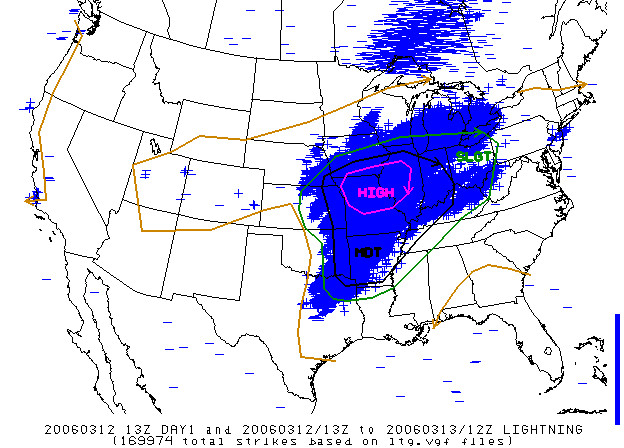 SLGT
HIGH
MDT
20060312 13Z DAY1 and 20060312/13Z to 20060313/12Z LIGHTNING
(169974 total strikes based on ltg.vgf files)